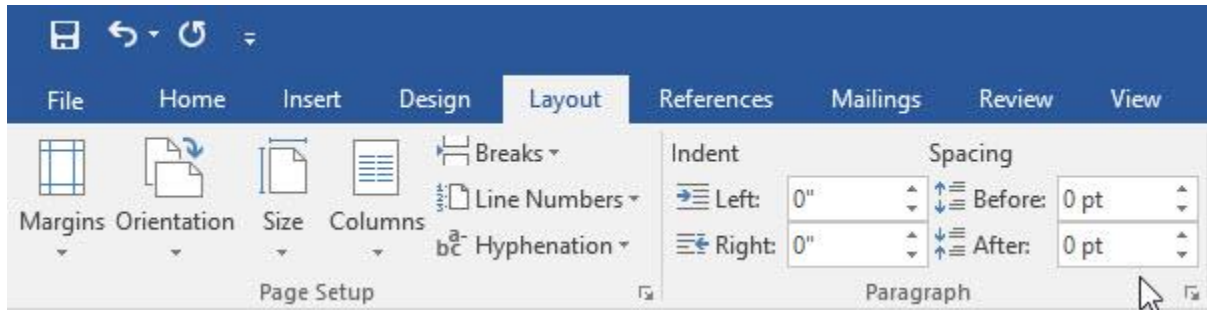 File Home Insert Design Layout References Mailings Review View
Breaks Indent Spacing
Line Numbers Left: 0" Before: 0 pt
Margins Orientation Size Columns
Hyphenation Right: 0" After: 0 pt
Page Setup Paragraph